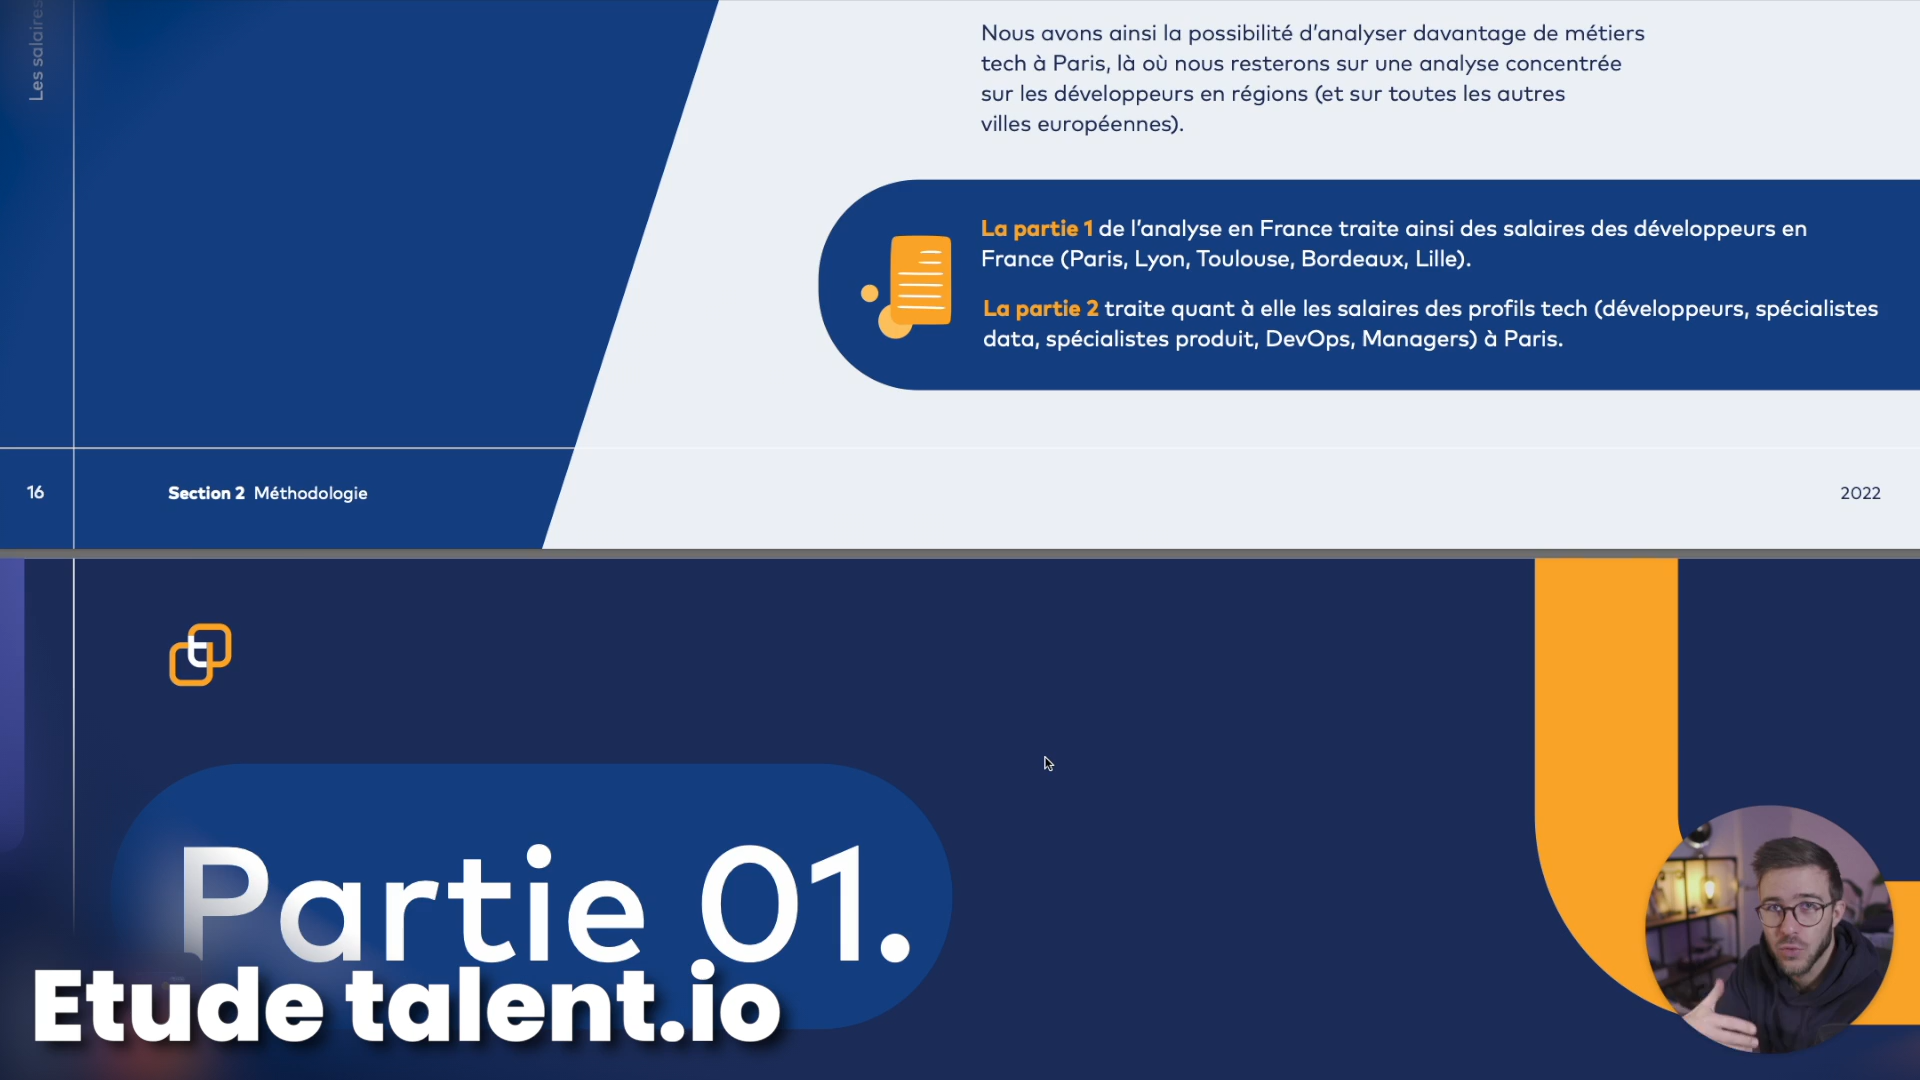 Les salaires
Nous avons ainsi la possibilité d'analyser davantage de métiers
tech à Paris, là où nous resterons sur une analyse concentrée
sur les développeurs en régions (et sur toutes les autres
villes européennes).
La partie 1 de l'analyse en France traite ainsi des salaires des développeurs en
France (Paris, Lyon, Toulouse, Bordeaux, Lille).
La partie 2 traite quant à elle les salaires des profils tech (développeurs, spécialistes
data, spécialistes produit, DevOps, Managers) à Paris.
16
Section 2 Méthodologie
2022
t
Partie 01.
Etude talent.io